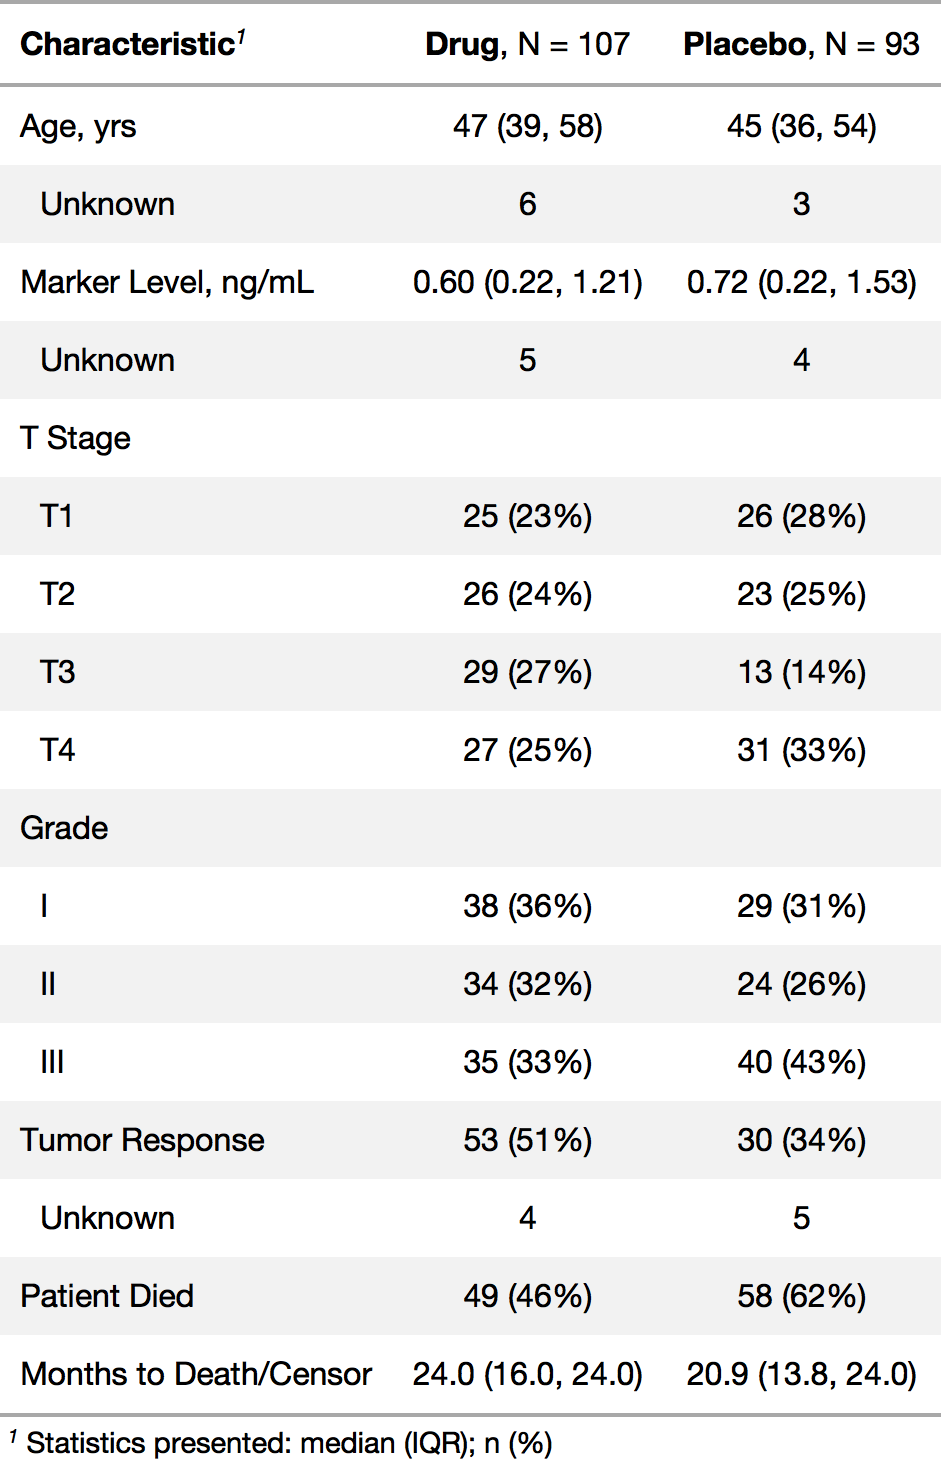 Characteristic1 Drug, N = 107 Placebo, N = 93
Age, yrs 47 (39, 58) 45 (36, 54)
Unknown 6 3
Marker Level, ng/mL 0.60 (0.22, 1.21) 0.72 (0.22, 1.53)
Unknown 5 4
T Stage
T1 25 (23%) 26 (28%)
T2 26 (24%) 23 (25%)
T3 29 (27%) 13 (14%)
T4 27 (25%) 31 (33%)
Grade
I 38 (36%) 29 (31%)
II 34 (32%) 24 (26%)
III 35 (33%) 40 (43%)
Tumor Response 53 (51%) 30 (34%)
Unknown 4 5
Patient Died 49 (46%) 58 (62%)
Months to Death/Censor 24.0 (16.0, 24.0) 20.9 (13.8, 24.0)
1 Statistics presented: median (IQR); n (%)